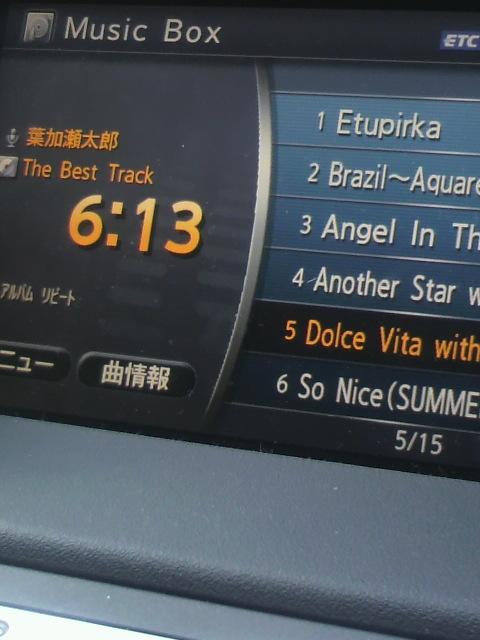 Music Box
ETC
葉加瀬太郎
The Best Track
6:13
アルバム リピート
ニュー
曲情報
1 Etupirka
2 Brazil～Aquare
3 Angel In Th
4 Another Star w
5 Dolce Vita with
6 So Nice(SUMME
5/15